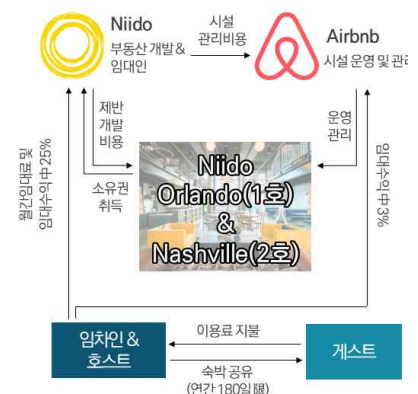 Niido
부동산 개발 &
임대인
시설
관리비용
Airbnb
시설 운영 및 관리
제반
개발
비용
운영
관리
소유권
취득
Niido
Orlando(1호)
&
Nashville(2호)
월간임대료 및
임대수익中 25%
임대수익中 3%
임차인 &
호스트
이용료 지불
숙박 공유
(연간 180일 限)
게스트